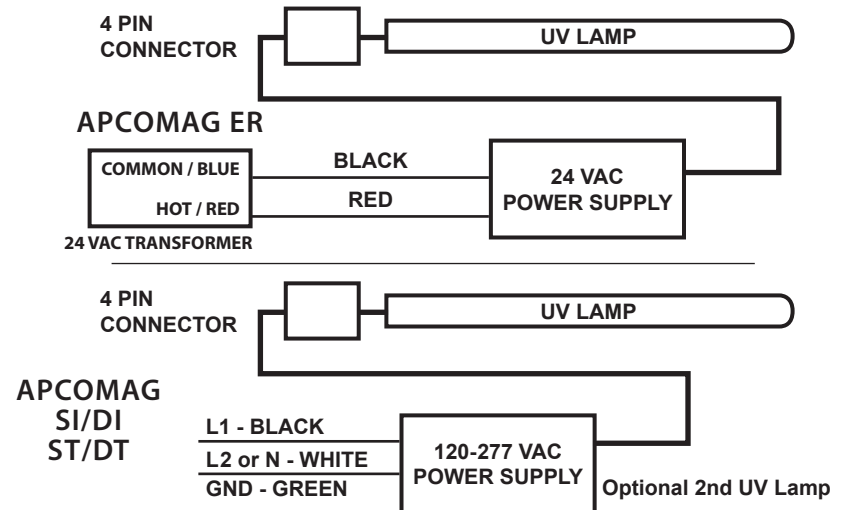 4 PIN
CONNECTOR
UV LAMP
APCOMAG ER
COMMON / BLUE
HOT / RED
24 VAC TRANSFORMER
BLACK
RED
24 VAC
POWER SUPPLY
4 PIN
CONNECTOR
UV LAMP
APCOMAG
SI/DI
ST/DT
L1 - BLACK
L2 or N - WHITE
GND - GREEN
120-277 VAC
POWER SUPPLY
Optional 2nd UV Lamp